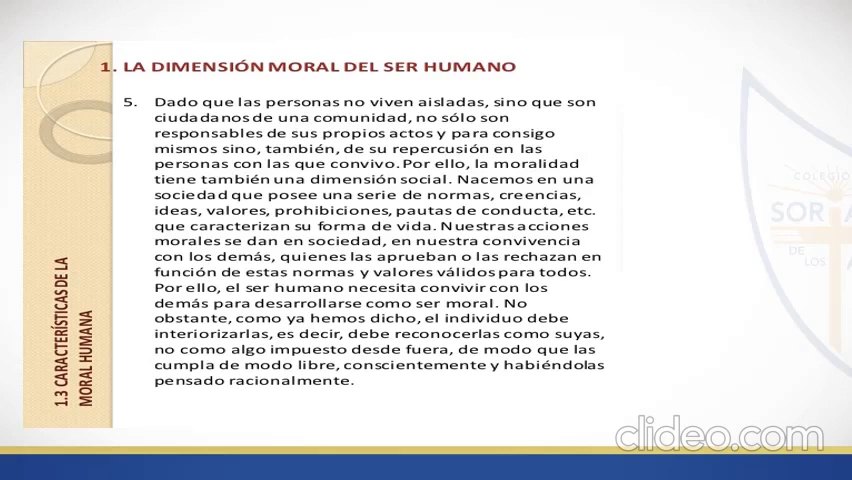 1. LA DIMENSIÓN MORAL DEL SER HUMANO
5. Dado que las personas no viven aisladas, sino que son
ciudadanos de una comunidad, no sólo son
responsables de sus propios actos y para consigo
mismos sino, también, de su repercusión en las
personas con las que convivo. Por ello, la moralidad
tiene también una dimensión social. Nacemos en una
sociedad que posee una serie de normas, creencias,
ideas, valores, prohibiciones, pautas de conducta, etc.
que caracterizan su forma de vida. Nuestras acciones
morales se dan en sociedad, en nuestra convivencia
con los demás, quienes las aprueban o las rechazan en
función de estas normas y valores válidos para todos.
Por ello, el ser humano necesita convivir con los
demás para desarrollarse como ser moral. No
obstante, como ya hemos dicho, el individuo debe
interiorizarlas, es decir, debe reconocerlas como suyas,
no como algo impuesto desde fuera, de modo que las
cumpla de modo libre, conscientemente y habiéndolas
pensado racionalmente.
1.3 CARACTERÍSTICAS DE LA
MORAL HUMANA
COLEGIO
DE LOS
clideo.com